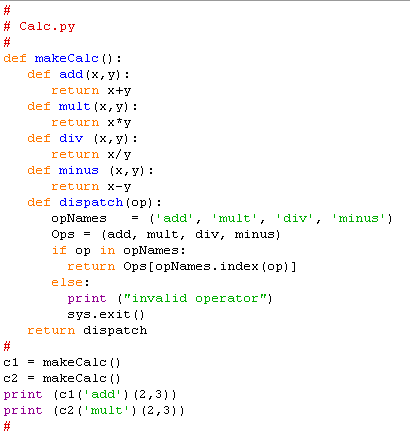 #
# Calc.py
#
def makeCalc():
   def add(x,y):
      return x+y
   def mult(x,y):
      return x*y
   def div (x,y):
      return x/y
   def minus (x,y):
      return x-y
   def dispatch(op):
      opNames   = ('add', 'mult', 'div', 'minus')
      Ops = (add, mult, div, minus)
      if op in opNames:
        return Ops[opNames.index(op)]
      else:
        print ("invalid operator")
        sys.exit()
   return dispatch
#
c1 = makeCalc()
c2 = makeCalc()
print (c1('add')(2,3))
print (c2('mult')(2,3))
#